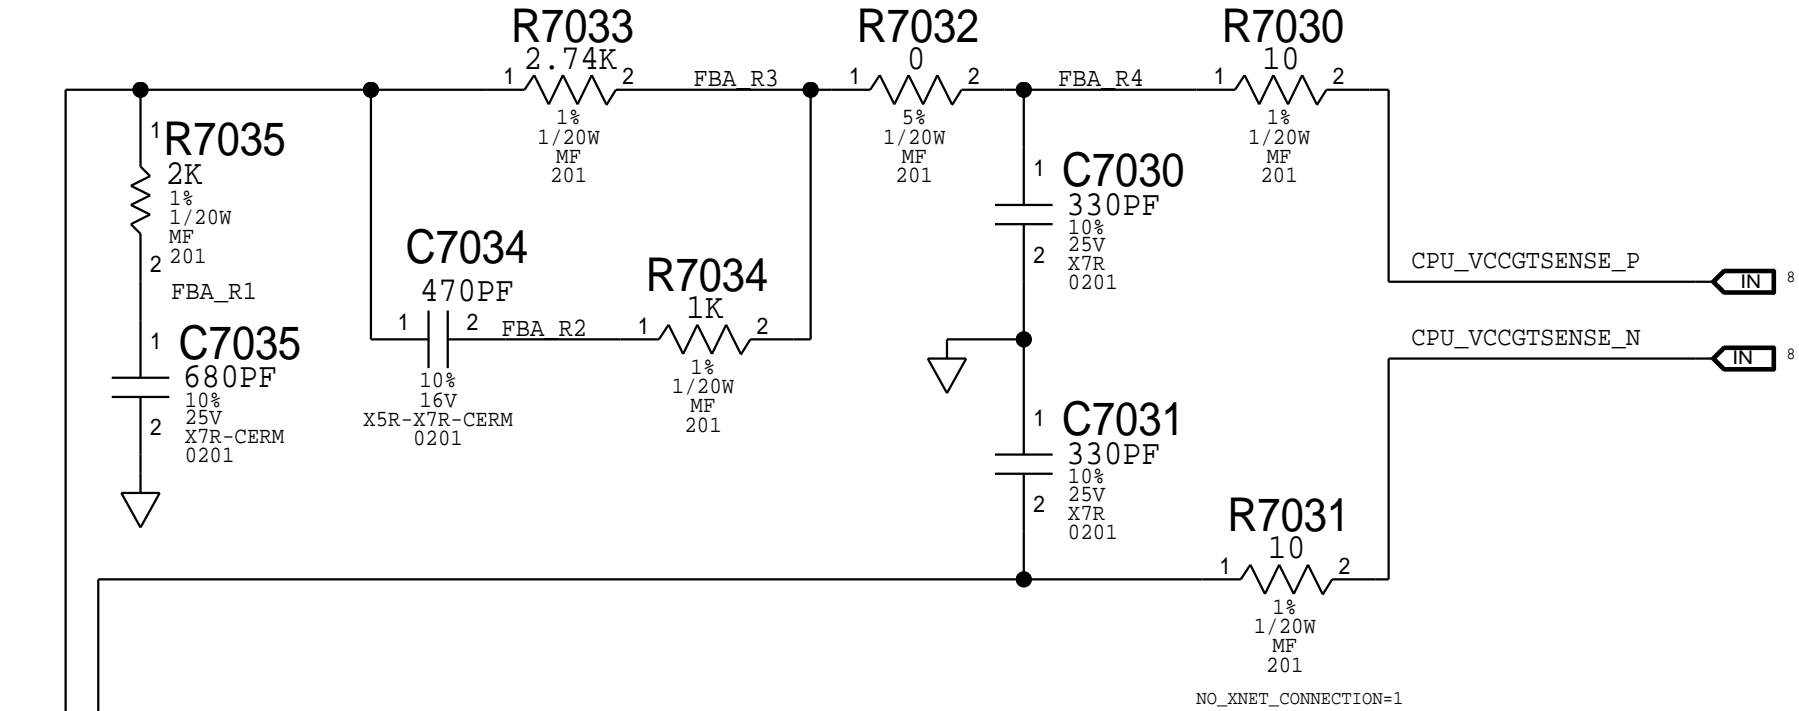 R7033
2.74K
1
2
1%
1/20W
MF
201
FBA_R3
R7032
0
1
2
5%
1/20W
MF
201
FBA_R4
R7030
10
1
2
1%
1/20W
MF
201
1
R7035
2K
1%
1/20W
MF
201
2
FBA_R1
1
C7035
680PF
10%
25V
X7R-CERM
0201
2
C7034
470PF
1
2
10%
16V
X5R-X7R-CERM
0201
FBA_R2
R7034
1K
1
2
1%
1/20W
MF
201
1
C7030
330PF
10%
25V
X7R
0201
2
CPU_VCCGTSENSE_P
IN
8
CPU_VCCGTSENSE_N
IN
8
1
C7031
330PF
10%
25V
X7R
0201
2
R7031
10
1
2
1%
1/20W
MF
201
NO_XNET_CONNECTION=1